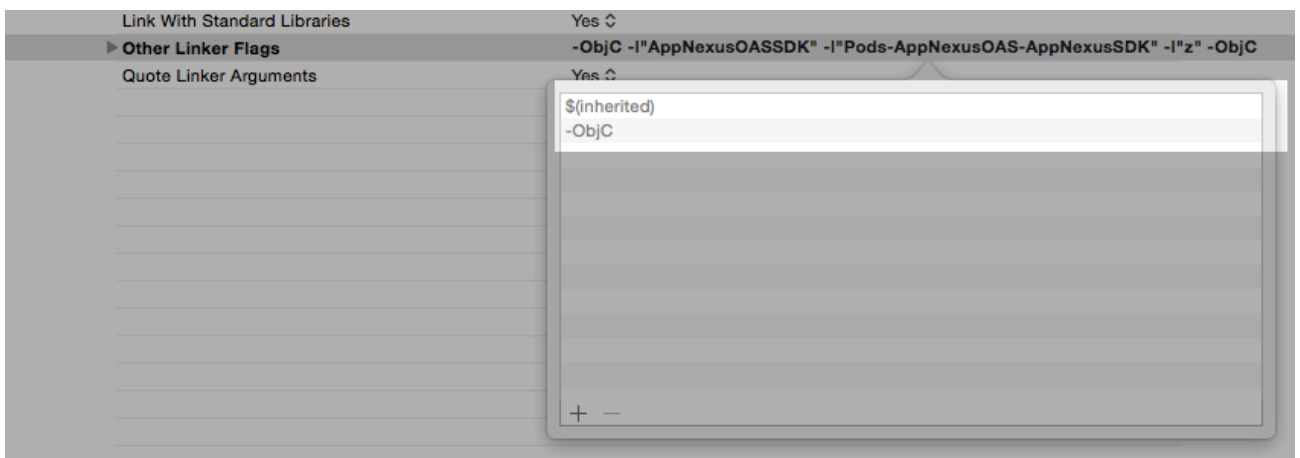 Link With Standard Libraries Yes
Other Linker Flags -ObjC -l"AppNexusOASSDK" -l"Pods-AppNexusOAS-AppNexusSDK" -l"z" -ObjC
Quote Linker Arguments Yes
$(inherited)
-ObjC